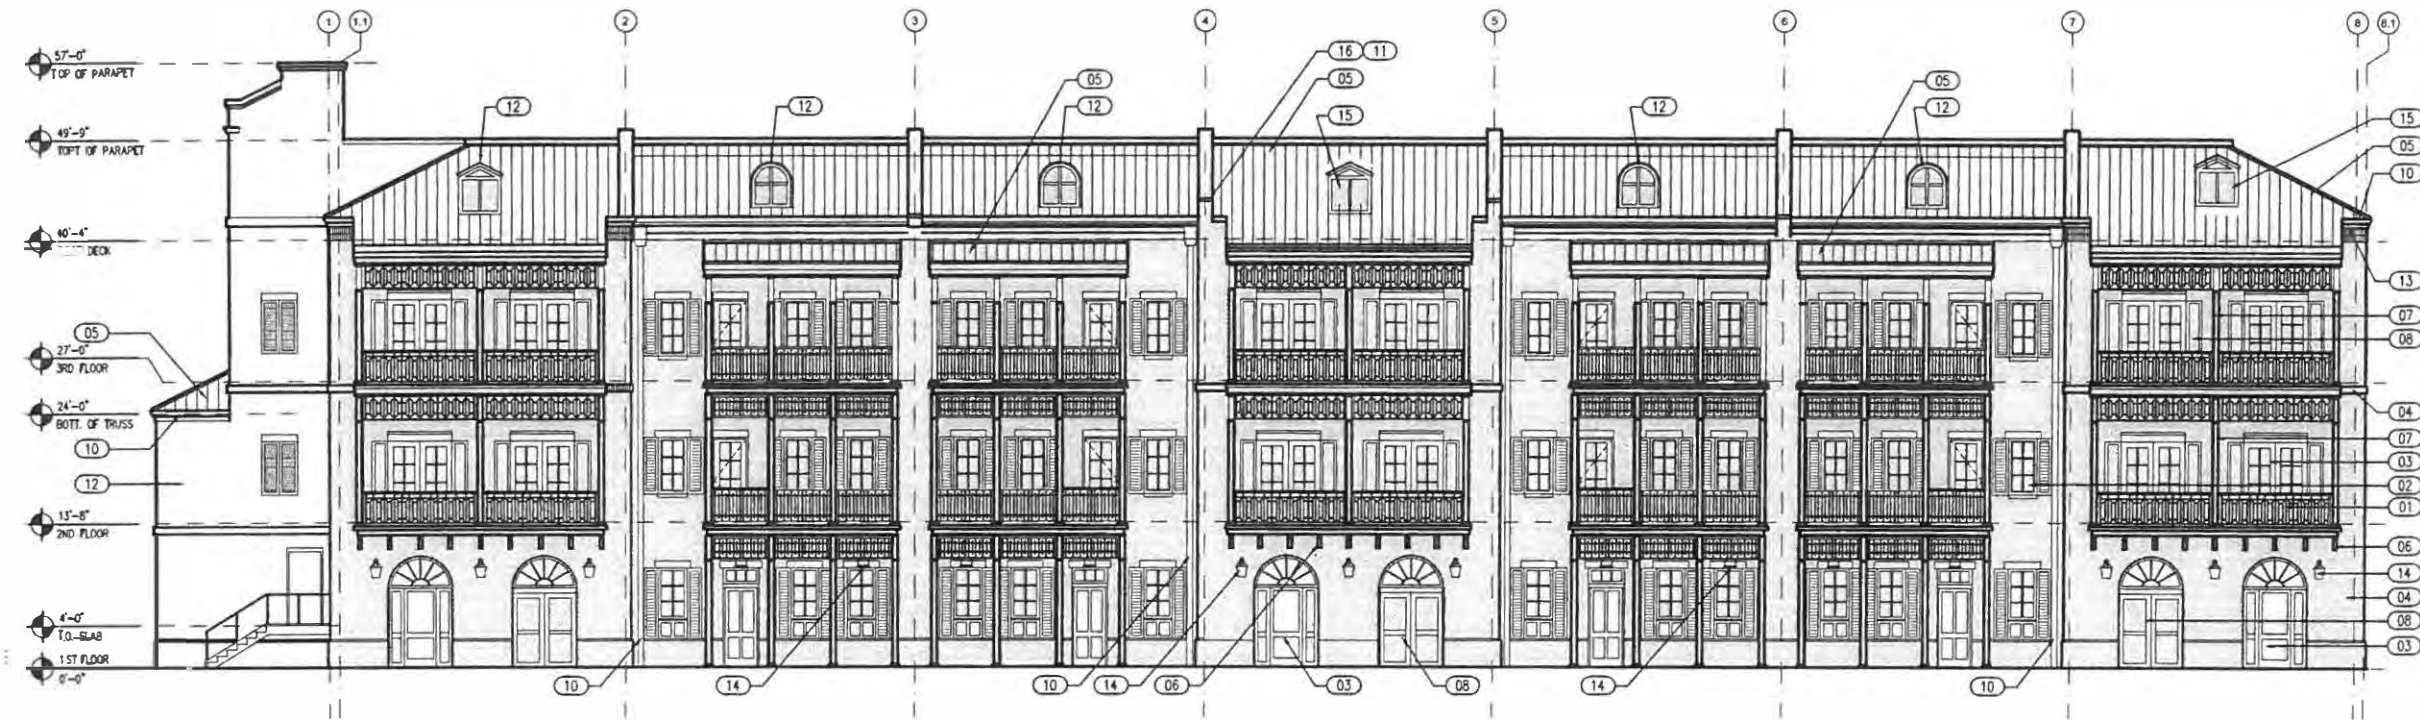 1 1.1 2 3 4 5 6 7 8 8.1
57'-0"
TOP OF PARAPET
16 11
05 05 05
12 12 12 12 12
15 15
49'-9"
TOPT OF PARAPET
05
10
40'-4"
DECK
13
05
07
08
27'-0"
3RD FLOOR
24'-0"
BOTT. OF TRUSS
04
10
07
03
12
02
01
13'-8"
2ND FLOOR
06
14
4'-0"
T.O. SLAB
04
08
03
1ST FLOOR
0'-0"
10 14 10 14 06 03 08 14 10